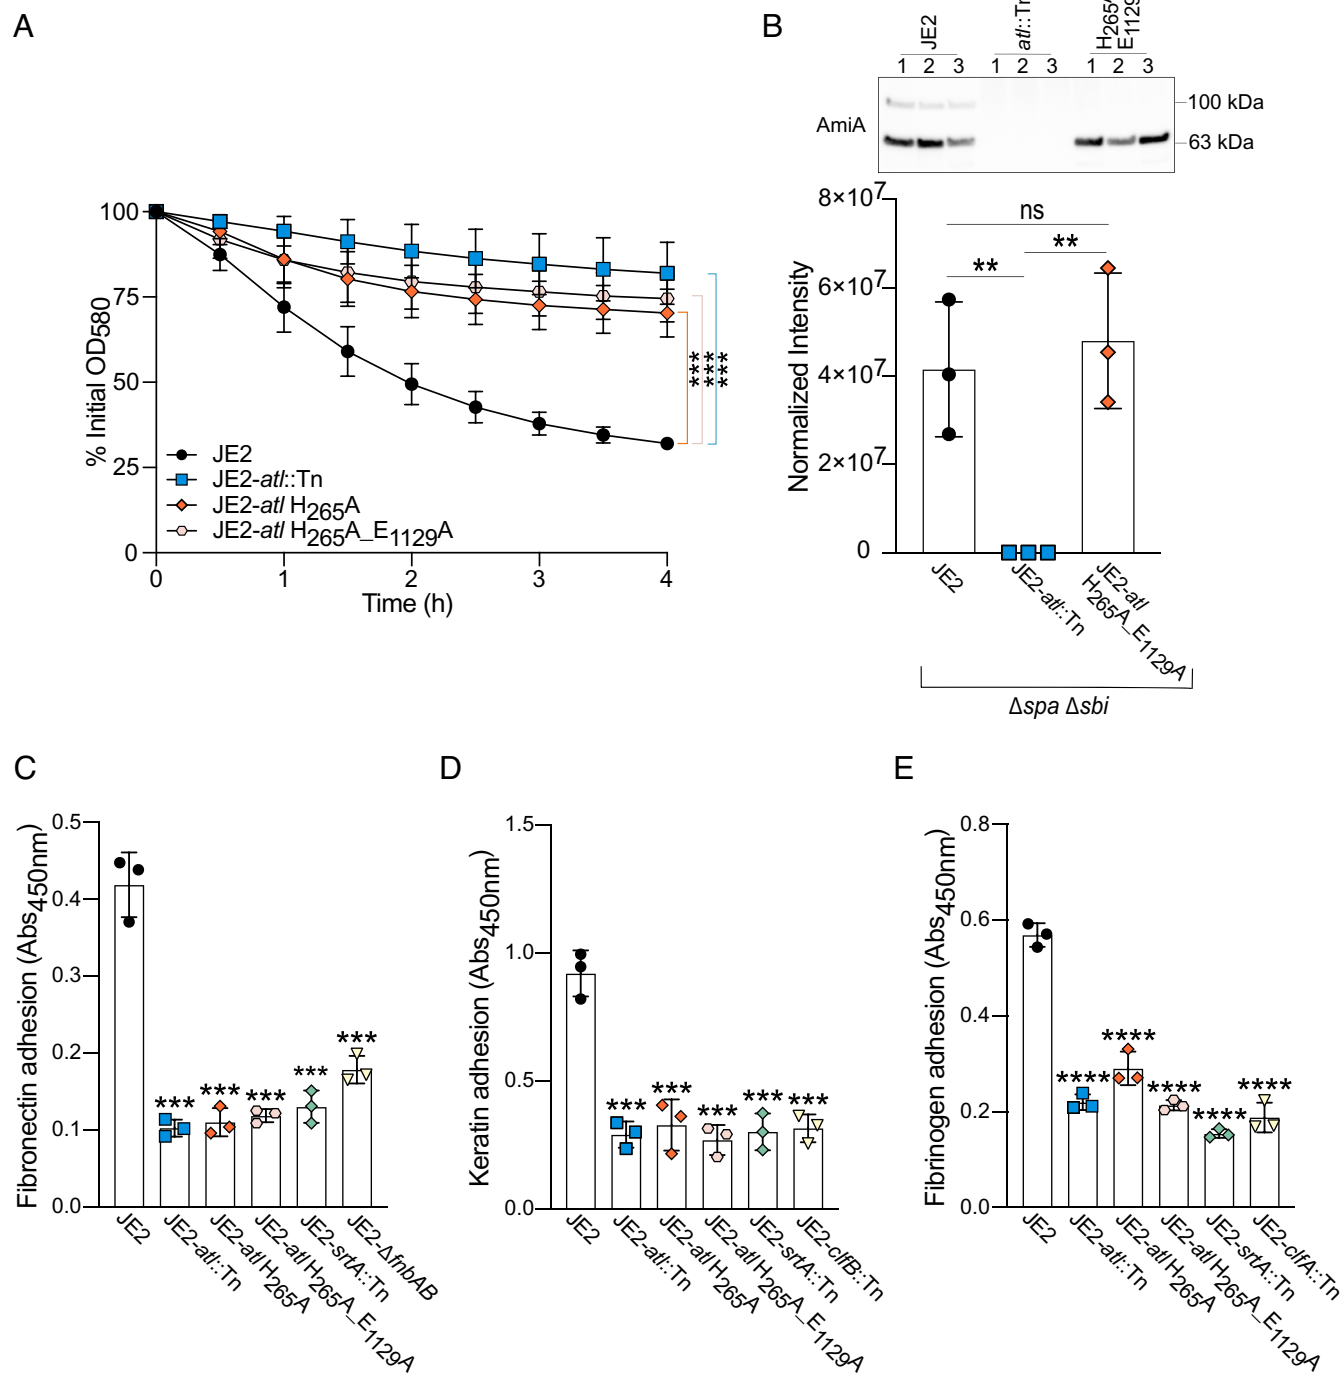 A
100
75
50
25
0
% Initial OD580
0 1 2 3 4
Time (h)
JE2
JE2-atl::Tn
JE2-atl H265A
JE2-atl H265A_E1129A
***
***
***
B
JE2
atl::Tn
H265A
E1129
1 2 3 1 2 3 1 2 3
AmiA
100 kDa
63 kDa
8×10^7
6×10^7
4×10^7
2×10^7
0
Normalized Intensity
ns
**
**
JE2
JE2-atl::Tn
JE2-atl
H265A_E1129A
Δspa Δsbi
C
0.5
0.4
0.3
0.2
0.1
0.0
Fibronectin adhesion (Abs450nm)
*** *** *** *** ***
JE2
JE2-atl::Tn
JE2-atl H265A
JE2-atl H265A_E1129A
JE2-srtA::Tn
JE2-ΔfnbAB
D
1.5
1.0
0.5
0.0
Keratin adhesion (Abs450nm)
*** *** *** *** ***
JE2
JE2-atl::Tn
JE2-atl H265A
JE2-atl H265A_E1129A
JE2-srtA::Tn
JE2-clfB::Tn
E
0.8
0.6
0.4
0.2
0.0
Fibrinogen adhesion (Abs450nm)
**** **** **** **** ****
JE2
JE2-atl::Tn
JE2-atl H265A
JE2-atl H265A_E1129A
JE2-srtA::Tn
JE2-clfA::Tn